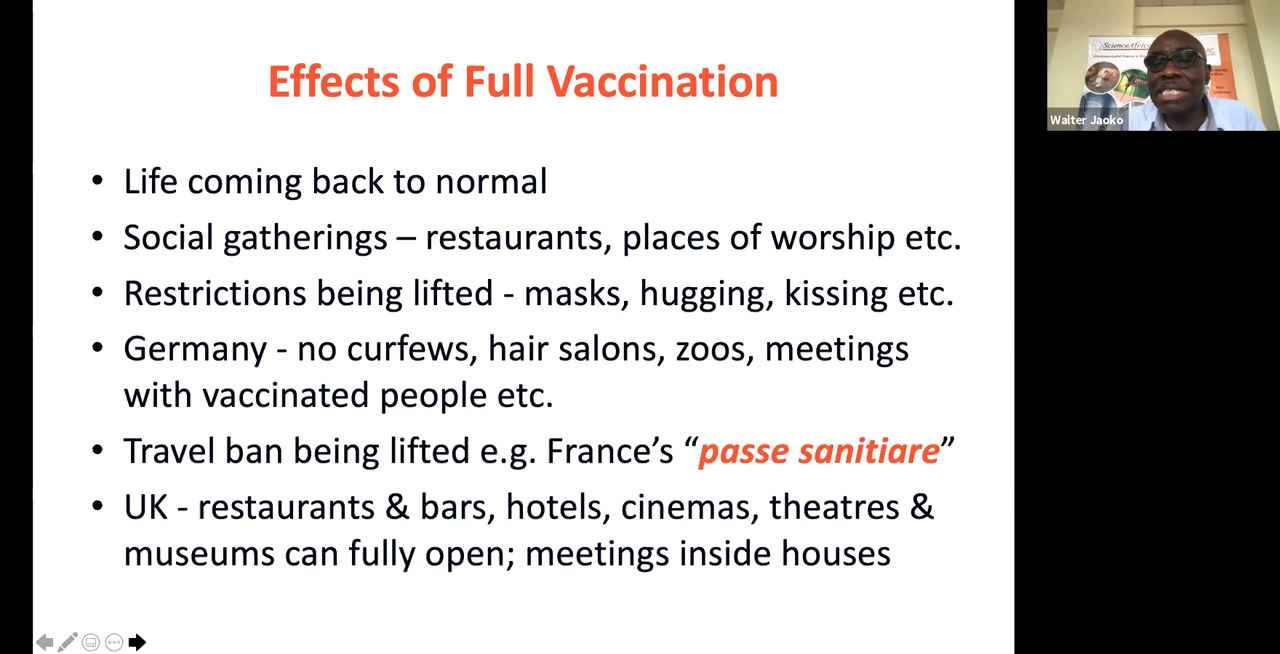 Effects of Full Vaccination
• Life coming back to normal
• Social gatherings – restaurants, places of worship etc.
• Restrictions being lifted - masks, hugging, kissing etc.
• Germany - no curfews, hair salons, zoos, meetings
with vaccinated people etc.
• Travel ban being lifted e.g. France’s “passe sanitiare”
• UK - restaurants & bars, hotels, cinemas, theatres &
museums can fully open; meetings inside houses
ScienceAfric
Walter Jaoko